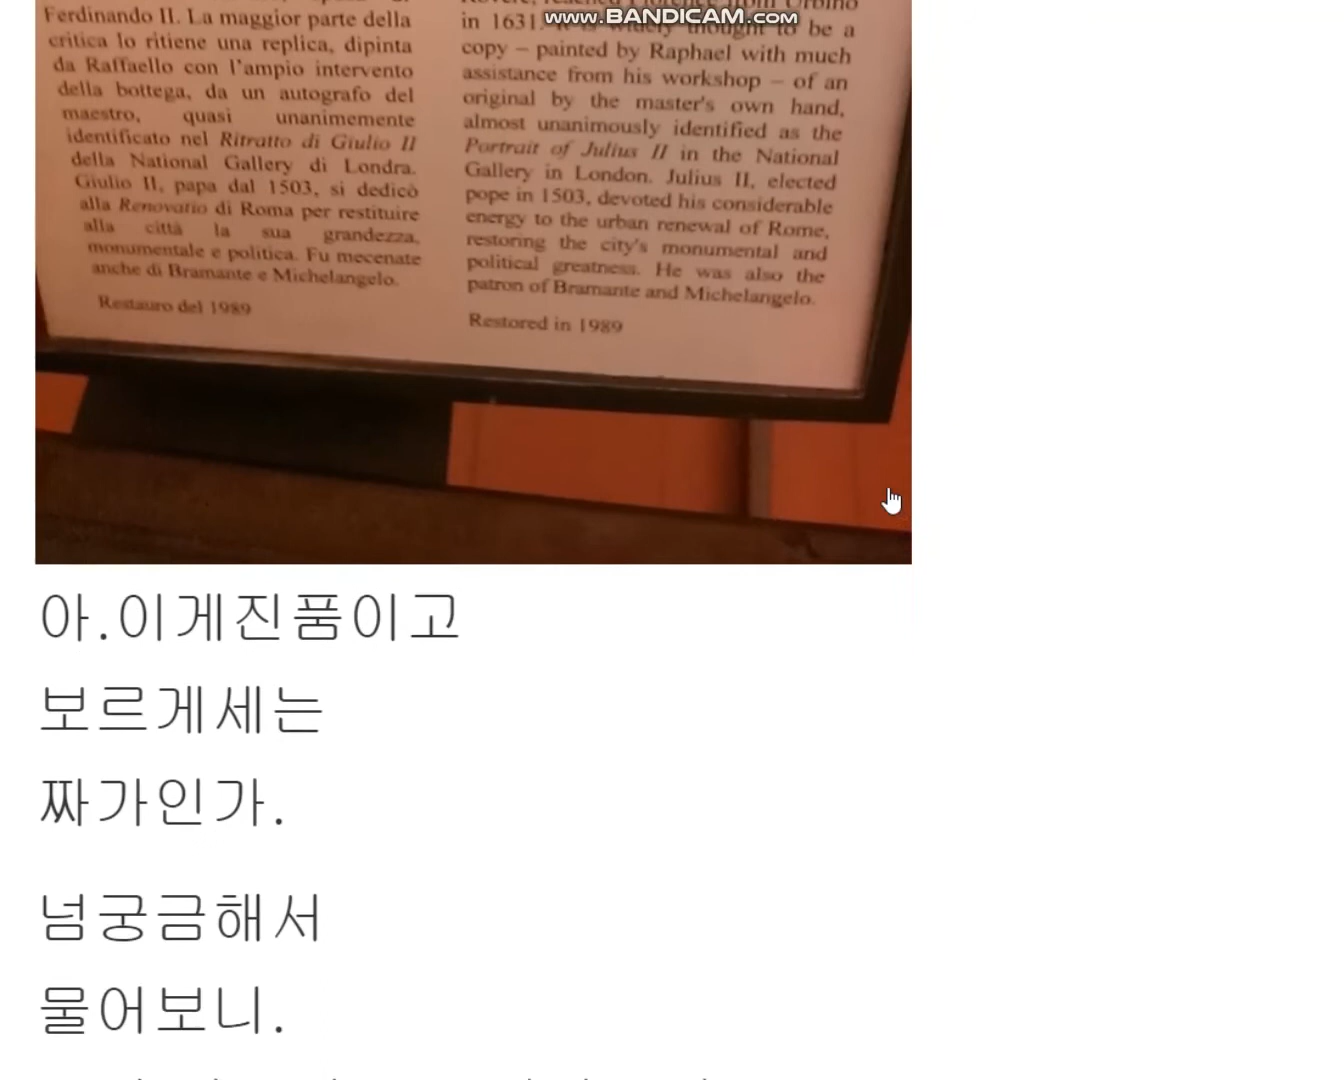 www.BANDICAM.com
Ferdinando II. La maggior parte della
critica lo ritiene una replica, dipinta
da Raffaello con l'ampio intervento
della bottega, da un autografo del
maestro, quasi unanimemente
identificato nel Ritratto di Giulio II
della National Gallery di Londra.
Giulio II, papa dal 1503, si dedicò
alla Renovatio di Roma per restituire
alla città la sua grandezza,
monumentale e politica. Fu mecenate
anche di Bramante e Michelangelo.
Restauro del 1989
from Urbino
in 1631. It is widely thought to be a
copy – painted by Raphael with much
assistance from his workshop – of an
original by the master's own hand,
almost unanimously identified as the
Portrait of Julius II in the National
Gallery in London. Julius II, elected
pope in 1503, devoted his considerable
energy to the urban renewal of Rome,
restoring the city's monumental and
political greatness. He was also the
patron of Bramante and Michelangelo.
Restored in 1989
아.이게진품이고
보르게세는
짜가인가.
넘궁금해서
물어보니.